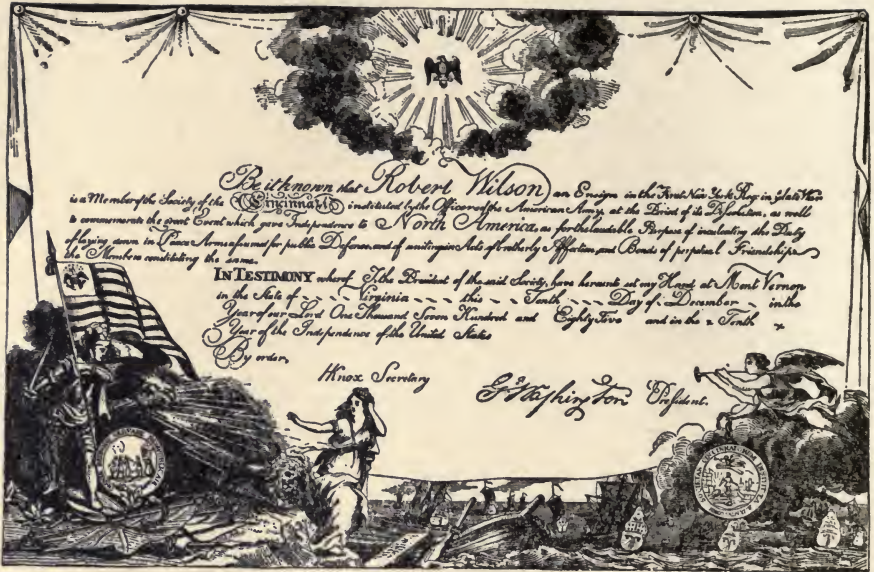 Be it known that Robert Wilson an Ensign in the First New York Reg: in ye late War
is a Member of the Society of the Cincinnati instituted by the Officers of the American Army, at the Period of its Dissolution, as well
to commemorate the great Event which gave Independence to North America, as for the laudable Purpose of inculcating the Duty
of laying down in Peace Arms assumed for public Defence, and of uniting in Acts of brotherly Affection, and Bonds of perpetual Friendship,
the Members constituting the same.
IN TESTIMONY whereof I, the President of the said Society, have hereunto set my Hand at Mont Vernon
in the State of Virginia this Tenth Day of December in the
Year of our Lord One Thousand Seven Hundred and Eighty Five and in the Tenth
Year of the Independence of the United States
By order,
HKnox Secretary
Go Washington President.